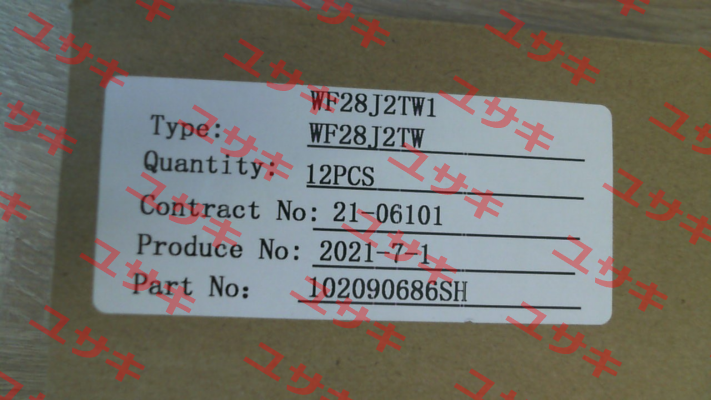 WF28J2TW1
Type: WF28J2TW
Quantity: 12PCS
Contract No: 21-06101
Produce No: 2021-7-1
Part No: 102090686SH
ユサキ